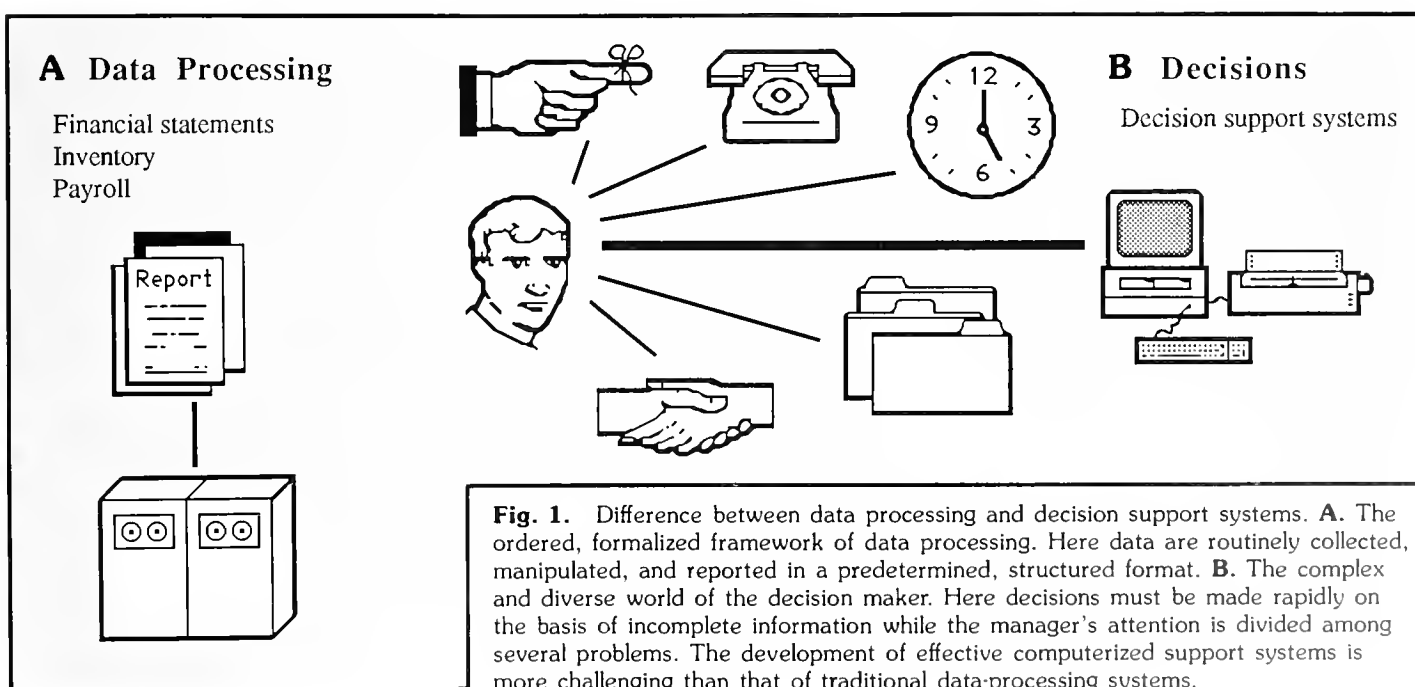 A Data Processing
Financial statements
Inventory
Payroll
Report
12
9
3
6
B Decisions
Decision support systems
Fig. 1. Difference between data processing and decision support systems. A. The
ordered, formalized framework of data processing. Here data are routinely collected,
manipulated, and reported in a predetermined, structured format. B. The complex
and diverse world of the decision maker. Here decisions must be made rapidly on
the basis of incomplete information while the manager's attention is divided among
several problems. The development of effective computerized support systems is
more challenging than that of traditional data-processing systems.